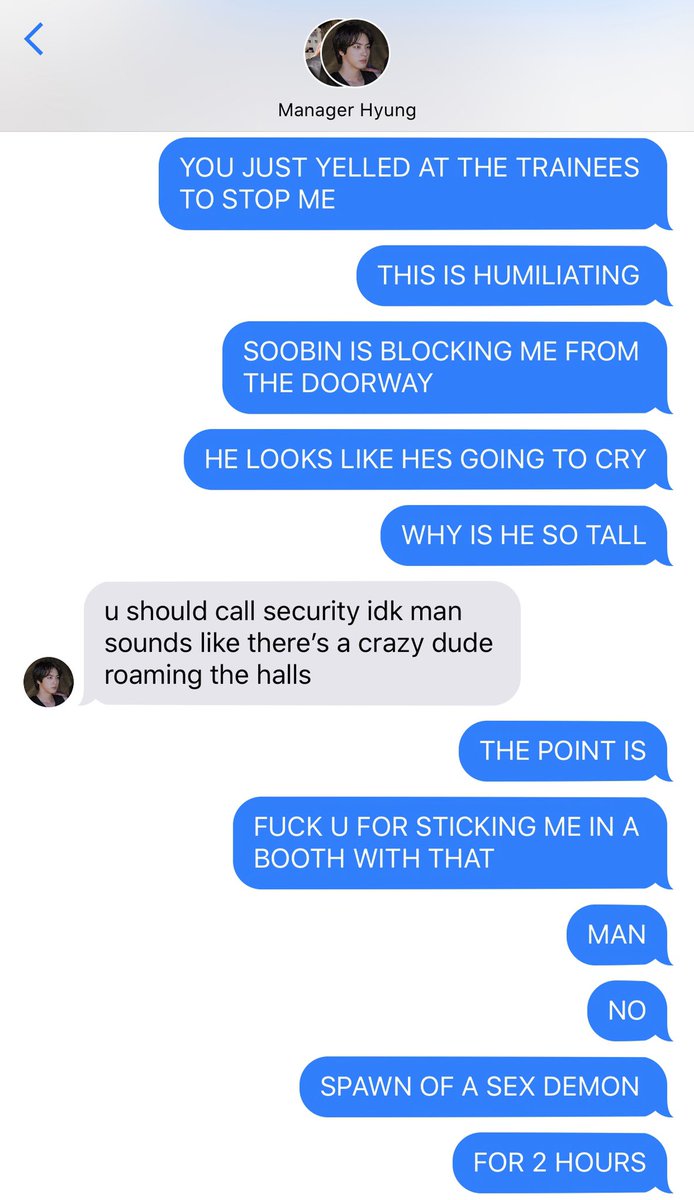 Manager Hyung
YOU JUST YELLED AT THE TRAINEES
TO STOP ME
THIS IS HUMILIATING
SOOBIN IS BLOCKING ME FROM
THE DOORWAY
HE LOOKS LIKE HES GOING TO CRY
WHY IS HE SO TALL
u should call security idk man
sounds like there’s a crazy dude
roaming the halls
THE POINT IS
FUCK U FOR STICKING ME IN A
BOOTH WITH THAT
MAN
NO
SPAWN OF A SEX DEMON
FOR 2 HOURS